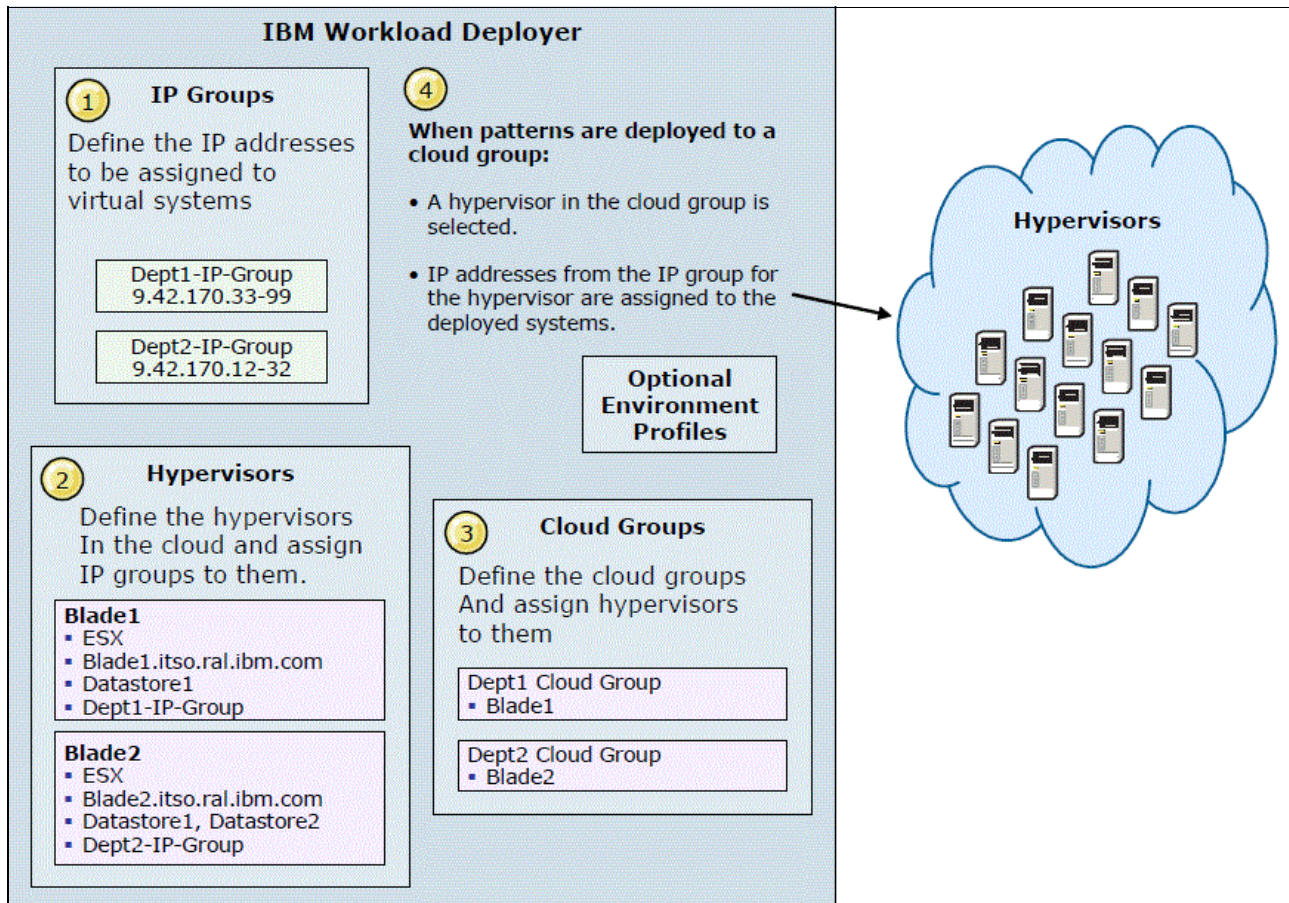 IBM Workload Deployer
1
IP Groups
Define the IP addresses
to be assigned to
virtual systems
Dept1-IP-Group
9.42.170.33-99
Dept2-IP-Group
9.42.170.12-32
2
Hypervisors
Define the hypervisors
In the cloud and assign
IP groups to them.
Blade1
▪ ESX
▪ Blade1.itso.ral.ibm.com
▪ Datastore1
▪ Dept1-IP-Group
Blade2
▪ ESX
▪ Blade2.itso.ral.ibm.com
▪ Datastore1, Datastore2
▪ Dept2-IP-Group
3
Cloud Groups
Define the cloud groups
And assign hypervisors
to them
Dept1 Cloud Group
▪ Blade1
Dept2 Cloud Group
▪ Blade2
4
When patterns are deployed to a
cloud group:
• A hypervisor in the cloud group is
selected.
• IP addresses from the IP group for
the hypervisor are assigned to the
deployed systems.
Optional
Environment
Profiles
Hypervisors